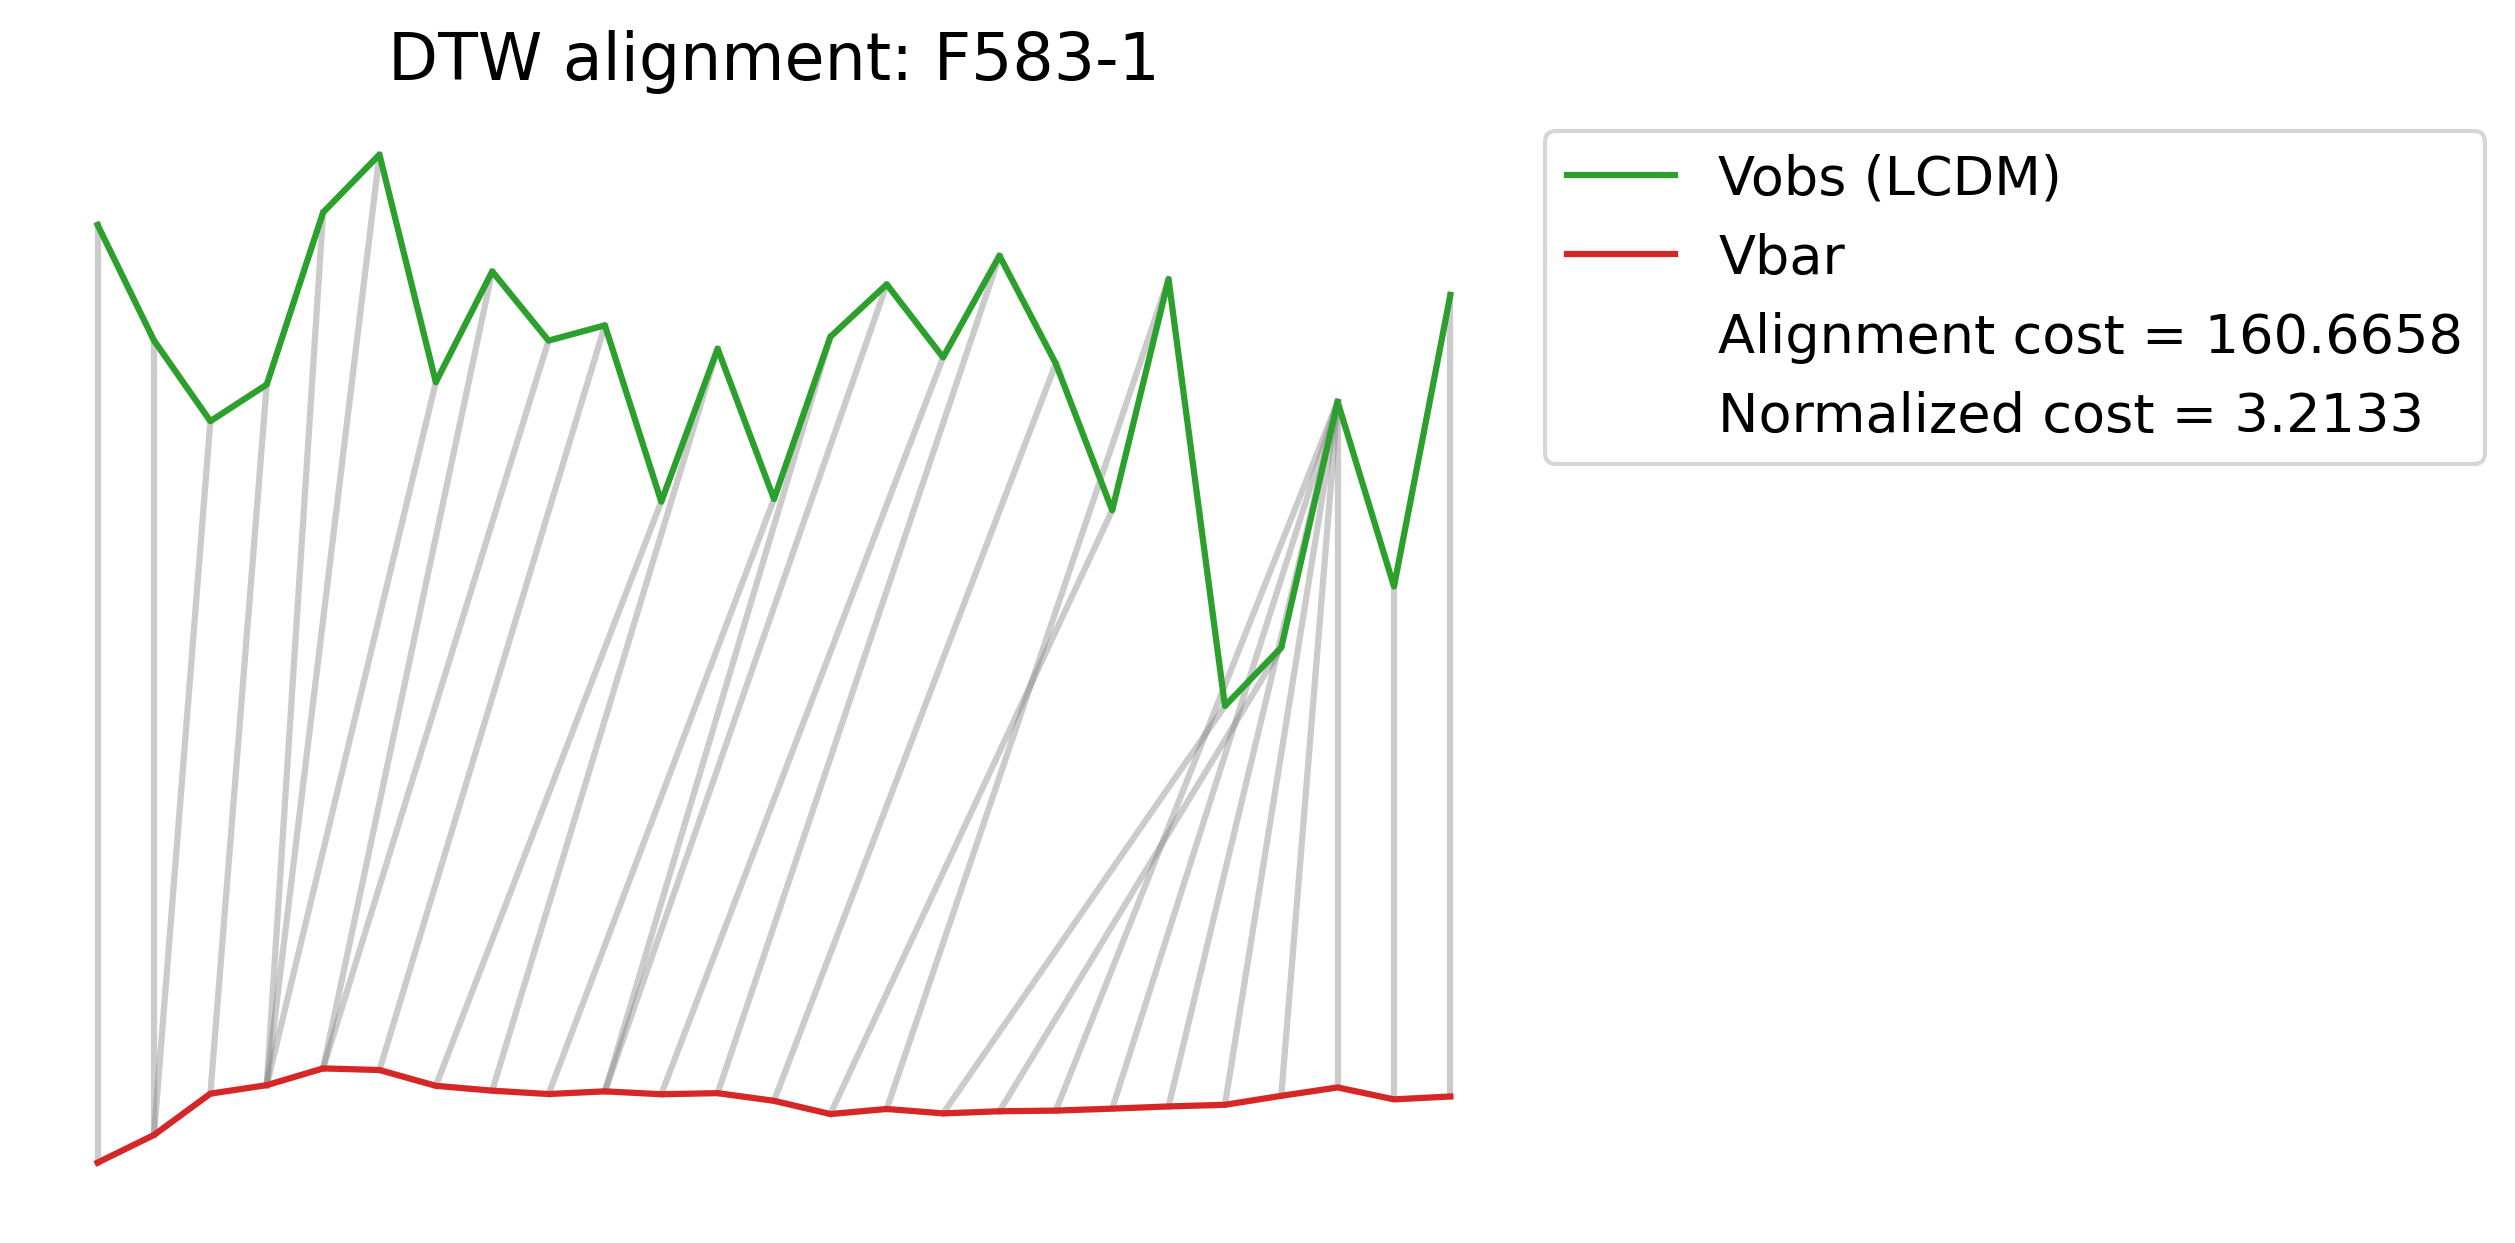 DTW alignment: F583-1
Vobs (LCDM)
Vbar
Alignment cost = 160.6658
Normalized cost = 3.2133